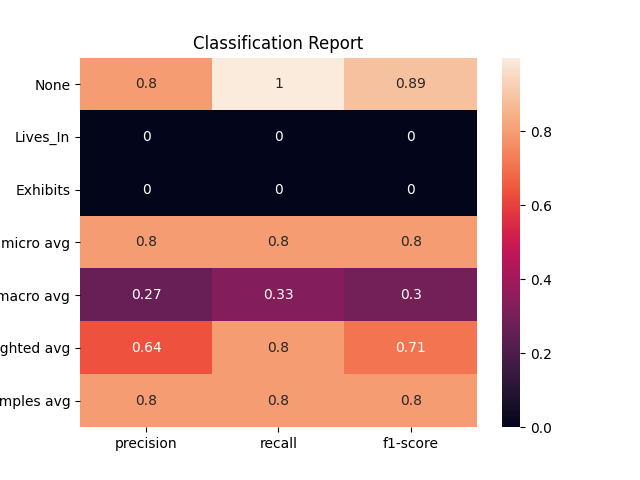 Classification Report
None 0.8 1 0.89
Lives_In 0 0 0
Exhibits 0 0 0
micro avg 0.8 0.8 0.8
macro avg 0.27 0.33 0.3
ghted avg 0.64 0.8 0.71
mples avg 0.8 0.8 0.8
precision recall f1-score
0.8
0.6
0.4
0.2
0.0